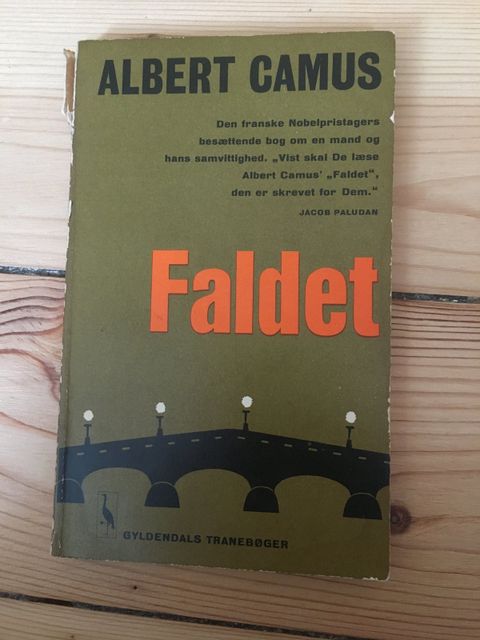 ALBERT CAMUS
Den franske Nobelpristagers
besættende bog om en mand og
hans samvittighed. „Vist skal De læse
Albert Camus' „Faldet“,
den er skrevet for Dem.“
JACOB PALUDAN
Faldet
GYLDENDALS TRANEBØGER